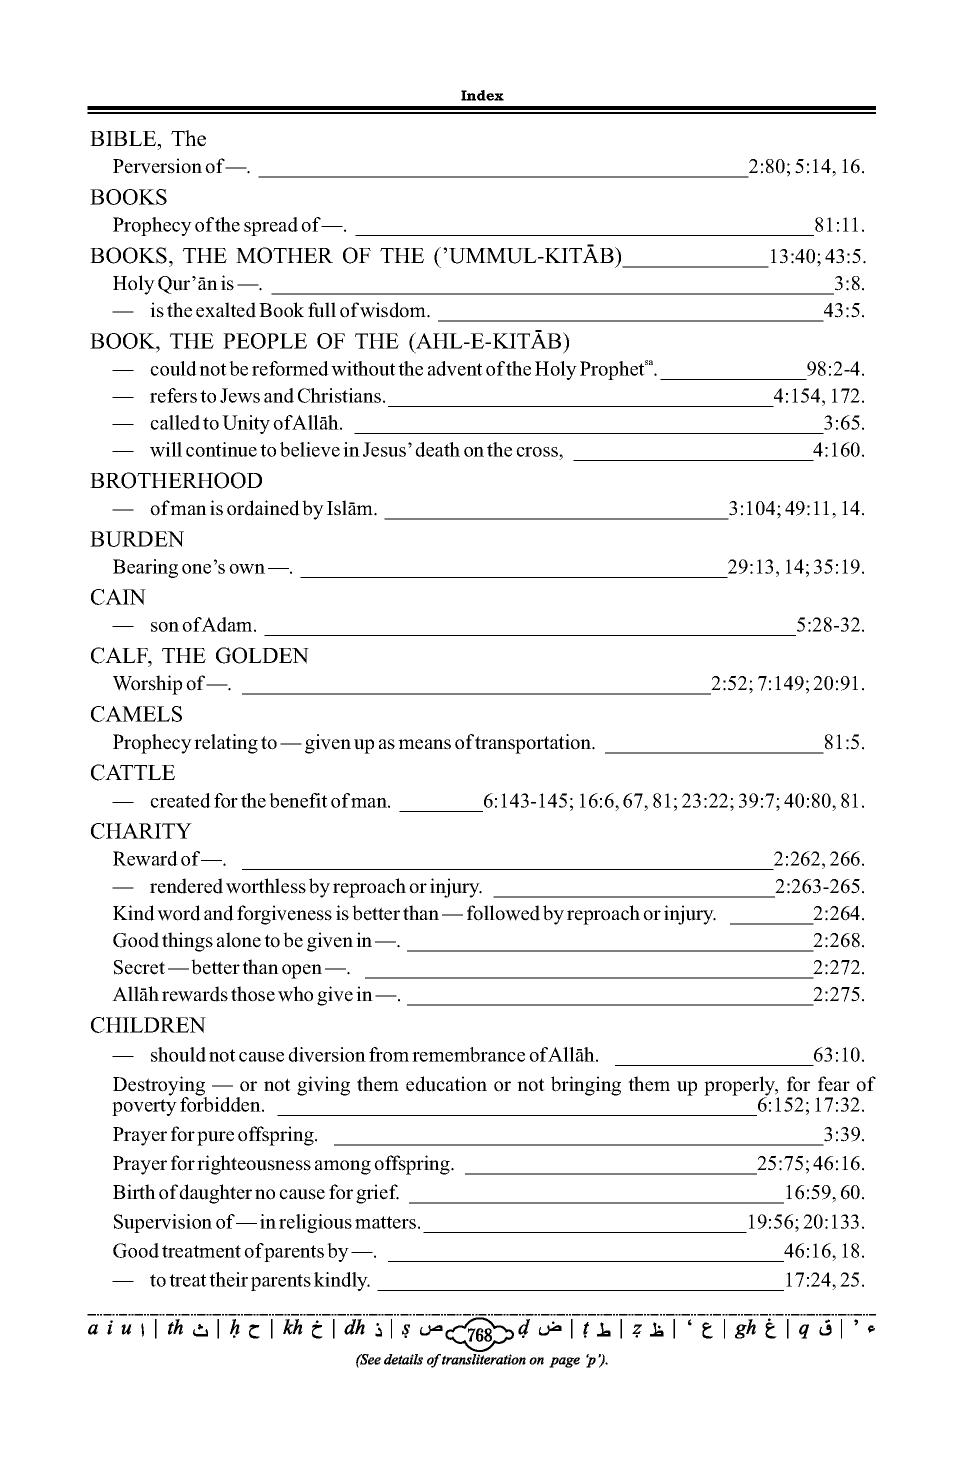 Index
BIBLE, The
Perversion of —. 2:80; 5:14, 16.
BOOKS
Prophecy of the spread of —. 81:11.
BOOKS, THE MOTHER OF THE (’UMMUL-KITĀB) 13:40; 43:5.
Holy Qur’ān is —. 3:8.
— is the exalted Book full of wisdom. 43:5.
BOOK, THE PEOPLE OF THE (AHL-E-KITĀB)
— could not be reformed without the advent of the Holy Prophetˢᵃ. 98:2-4.
— refers to Jews and Christians. 4:154, 172.
— called to Unity of Allāh. 3:65.
— will continue to believe in Jesus’ death on the cross, 4:160.
BROTHERHOOD
— of man is ordained by Islām. 3:104; 49:11, 14.
BURDEN
Bearing one’s own —. 29:13, 14; 35:19.
CAIN
— son of Adam. 5:28-32.
CALF, THE GOLDEN
Worship of —. 2:52; 7:149; 20:91.
CAMELS
Prophecy relating to — given up as means of transportation. 81:5.
CATTLE
— created for the benefit of man. 6:143-145; 16:6, 67, 81; 23:22; 39:7; 40:80, 81.
CHARITY
Reward of —. 2:262, 266.
— rendered worthless by reproach or injury. 2:263-265.
Kind word and forgiveness is better than — followed by reproach or injury. 2:264.
Good things alone to be given in —. 2:268.
Secret — better than open —. 2:272.
Allāh rewards those who give in —. 2:275.
CHILDREN
— should not cause diversion from remembrance of Allāh. 63:10.
Destroying — or not giving them education or not bringing them up properly, for fear of
poverty forbidden. 6:152; 17:32.
Prayer for pure offspring. 3:39.
Prayer for righteousness among offspring. 25:75; 46:16.
Birth of daughter no cause for grief. 16:59, 60.
Supervision of — in religious matters. 19:56; 20:133.
Good treatment of parents by —. 46:16, 18.
— to treat their parents kindly. 17:24, 25.
a i u ا | th ث | ḥ ح | kh خ | dh ذ | ṣ ص 768 ḍ ض | ṭ ط | ẓ ظ | ‘ ع | gh غ | q ق | ’ ء
(See details of transliteration on page ‘p’).